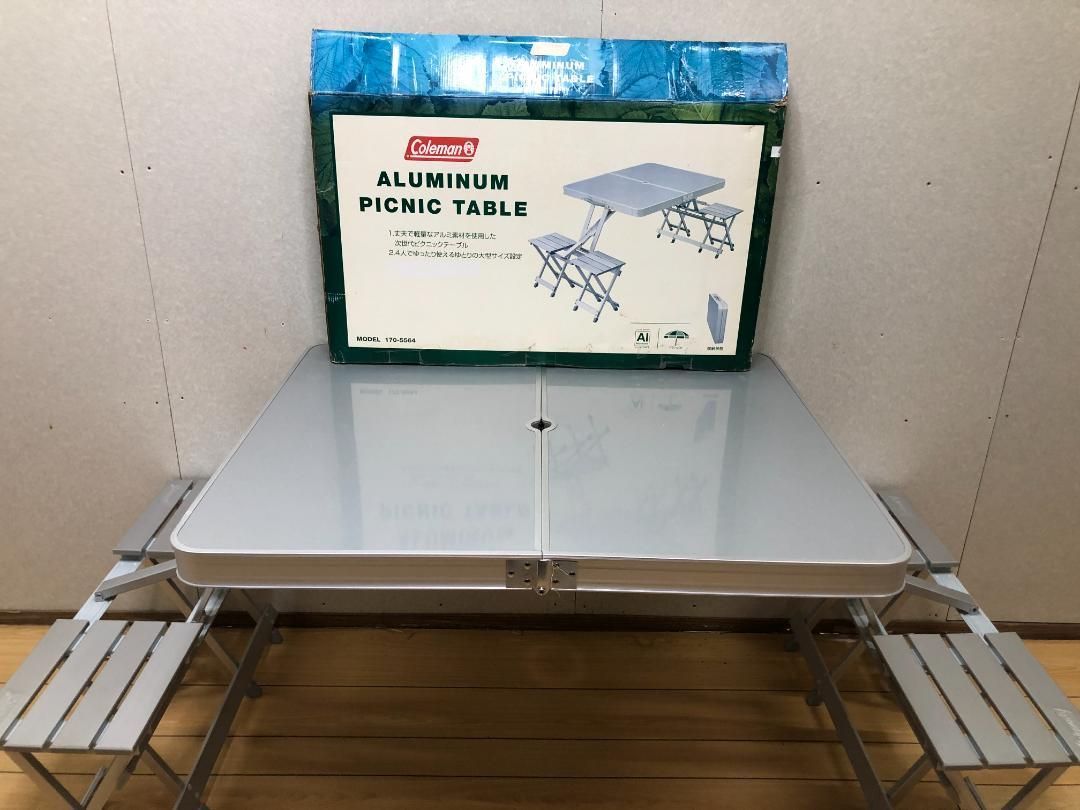 ALUMINUM
PICNIC TABLE
Coleman
ALUMINUM
PICNIC TABLE
1.丈夫で軽量なアルミ素材を使用した
次世代ピクニックテーブル
2.4人でゆったり使えるゆとりの大型サイズ設定
Al
MODEL 170-5564